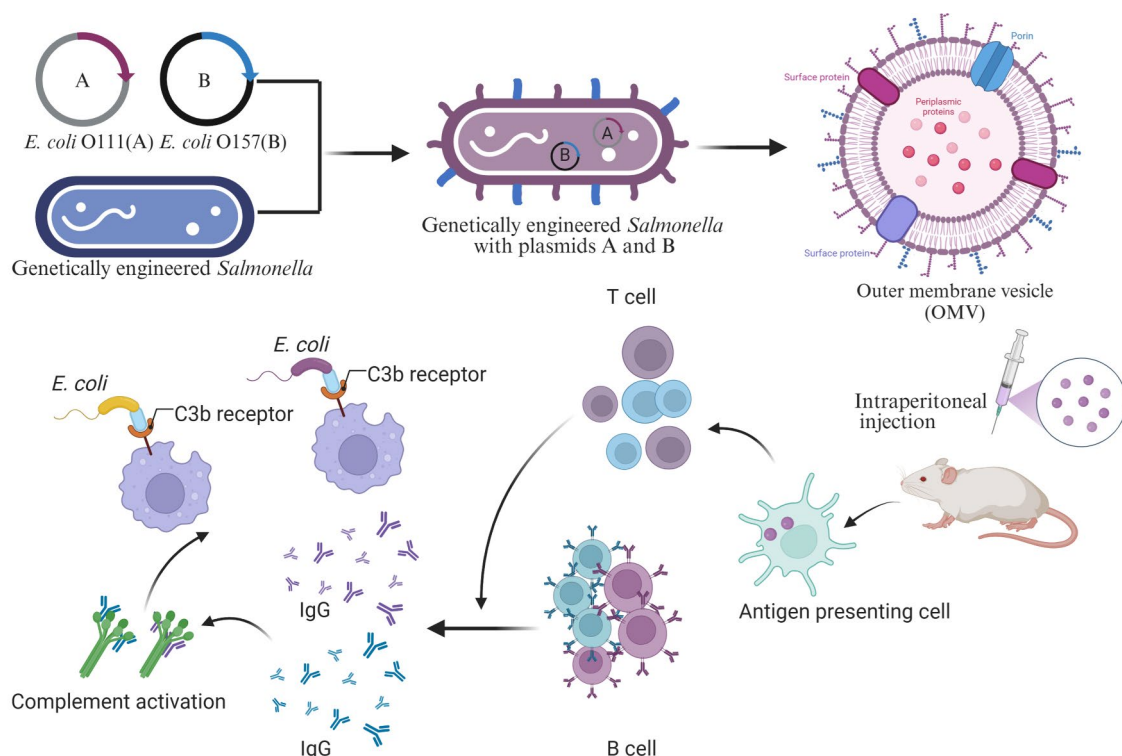 A
B
E. coli O111(A) E. coli O157(B)
Genetically engineered Salmonella
A
B
Genetically engineered Salmonella
with plasmids A and B
Porin
Surface protein
Periplasmic
proteins
Surface protein
Outer membrane vesicle
(OMV)
T cell
E. coli
C3b receptor
E. coli
C3b receptor
Intraperitoneal
injection
Antigen presenting cell
IgG
Complement activation
IgG
B cell